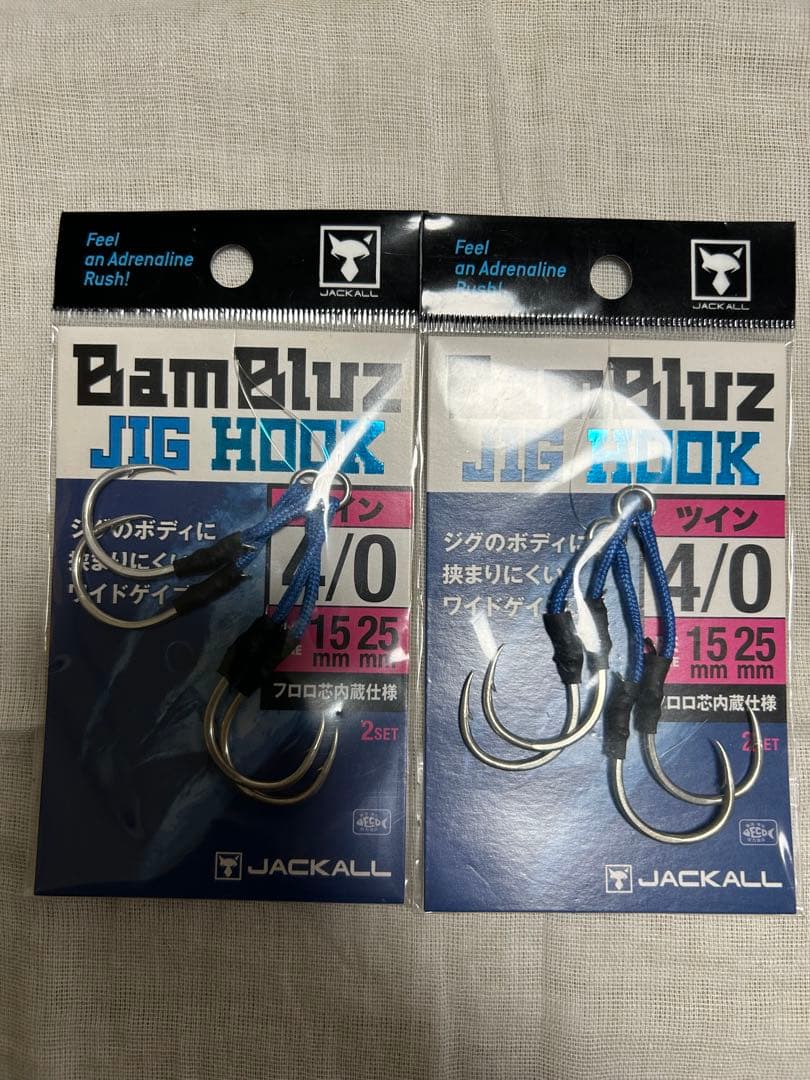 Feel
an Adrenaline
Rush!
JACKALL
BamBluz
JIG HOOK
ジグのボディに
挟まりにくい
ワイドゲイプ
ツイン
4/0
15 25
mm mm
フロロ芯内蔵仕様
2SET
JACKALL
Feel
an Adrenaline
Rush!
JACKALL
BamBluz
JIG HOOK
ジグのボディに
挟まりにくい
ワイドゲイ
ツイン
4/0
15 25
mm mm
フロロ芯内蔵仕様
2SET
JACKALL